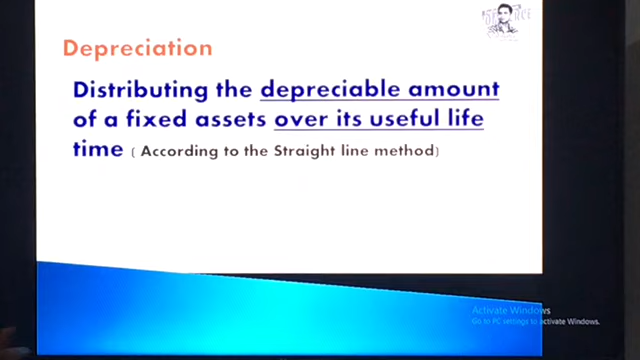 Depreciation
Distributing the depreciable amount
of a fixed assets over its useful life
time ( According to the Straight line method)
Activate Windows
Go to PC settings to activate Windows.